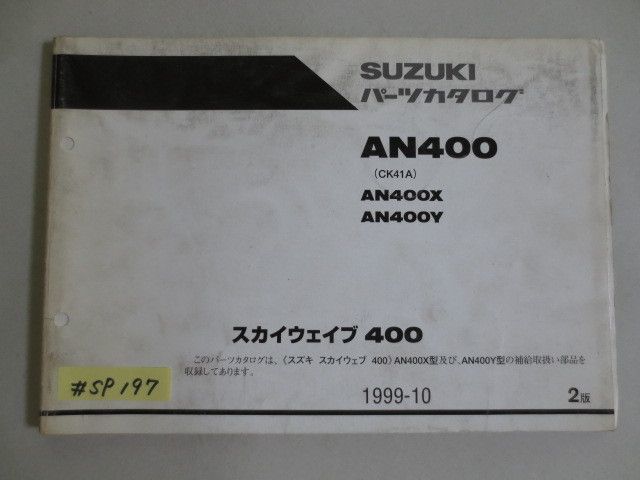 SUZUKI
パーツカタログ
AN400
(CK41A)
AN400X
AN400Y
スカイウェイブ 400
このパーツカタログは、〈スズキ スカイウェブ 400〉AN400X型及び、AN400Y型の補給取扱い部品を
収録してあります。
#SP197
1999-10
2版